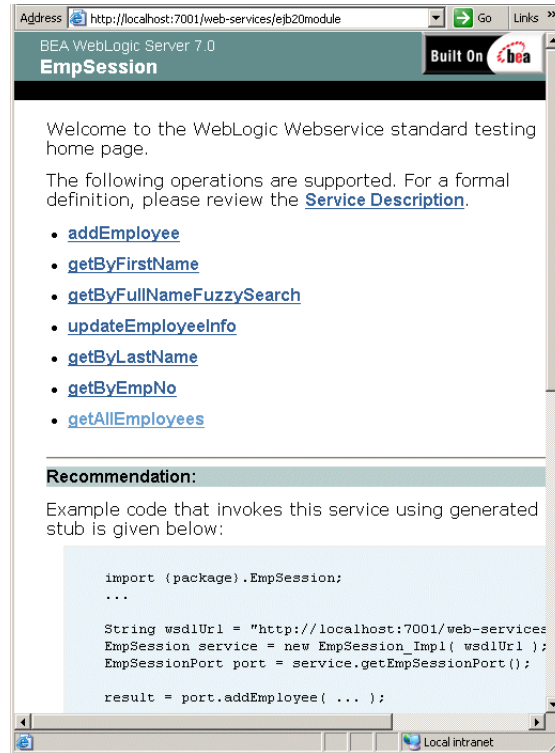 Address http://localhost:7001/web-services/ejb20module Go Links »
BEA WebLogic Server 7.0
EmpSession
Built On bea
Welcome to the WebLogic Webservice standard testing
home page.
The following operations are supported. For a formal
definition, please review the Service Description.
• addEmployee
• getByFirstName
• getByFullNameFuzzySearch
• updateEmployeeInfo
• getByLastName
• getByEmpNo
• getAllEmployees
Recommendation:
Example code that invokes this service using generated
stub is given below:
import {package}.EmpSession;
...
String wsdlUrl = "http://localhost:7001/web-services
EmpSession service = new EmpSession_Impl( wsdlUrl );
EmpSessionPort port = service.getEmpSessionPort();
result = port.addEmployee( ... );
Local intranet